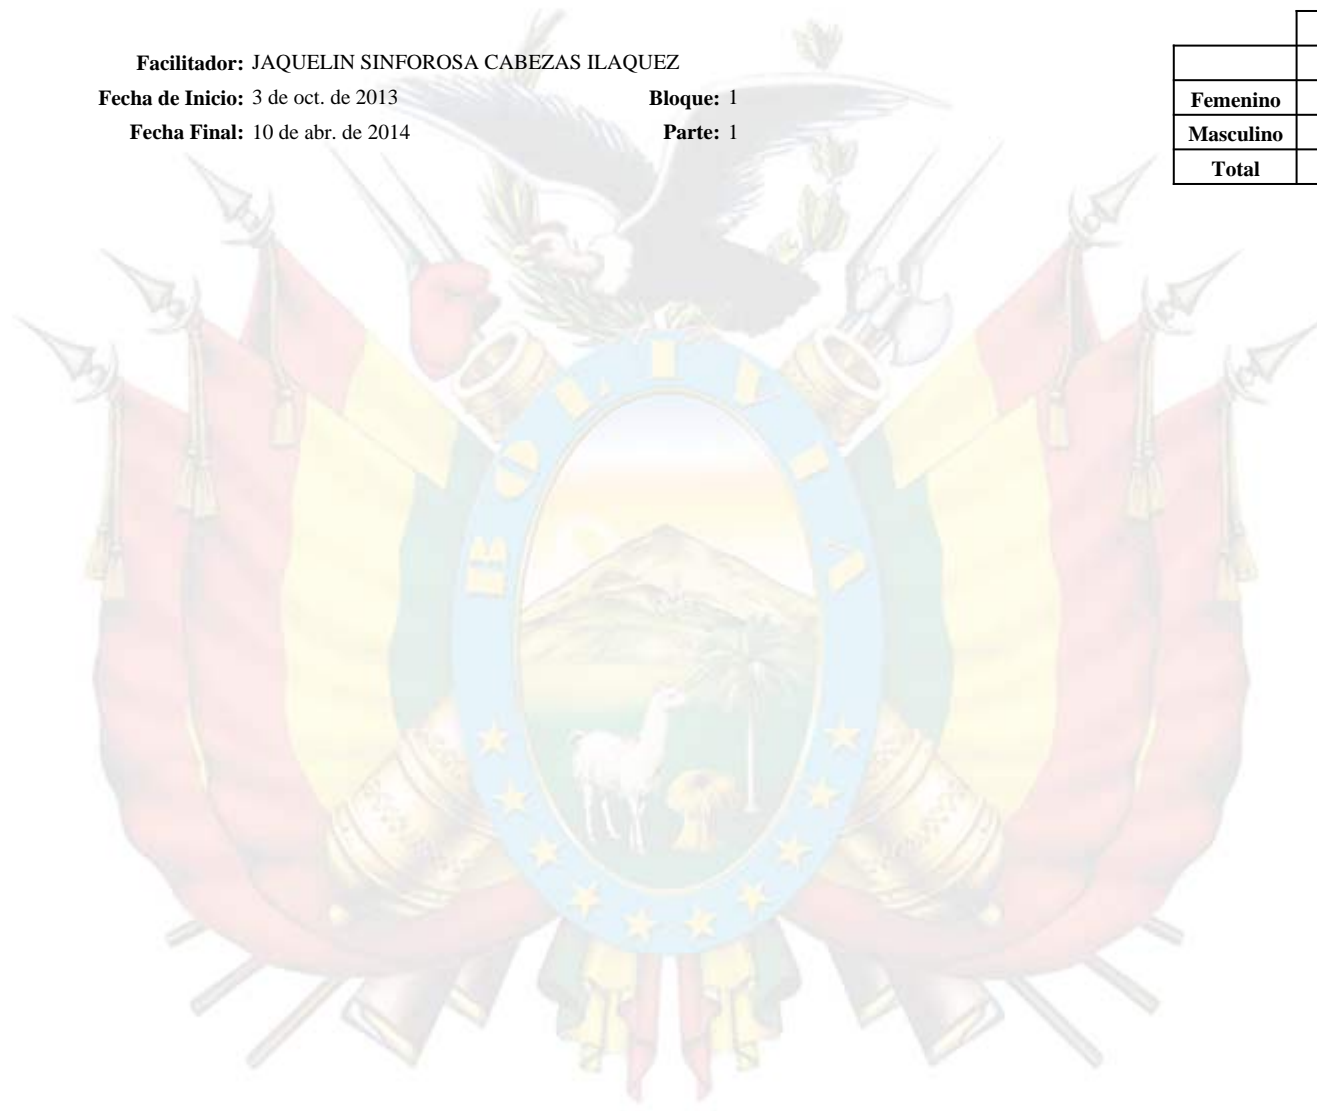 Facilitador: JAQUELIN SINFOROSA CABEZAS ILAQUEZ
Fecha de Inicio: 3 de oct. de 2013 Bloque: 1
Fecha Final: 10 de abr. de 2014 Parte: 1
Femenino
Masculino
Total
BOLIVIA